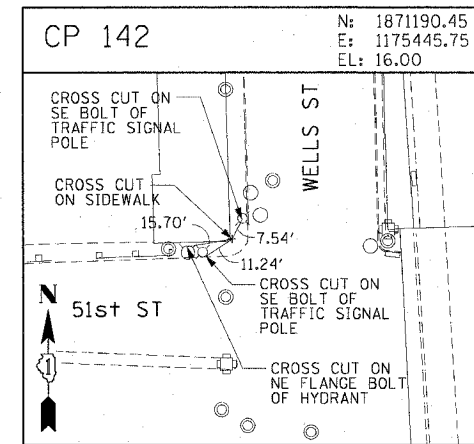 CP 142
N: 1871190.45
E: 1175445.75
EL: 16.00
CROSS CUT ON
SE BOLT OF
TRAFFIC SIGNAL
POLE
WELLS ST
CROSS CUT
ON SIDEWALK
15.70'
7.54'
11.24'
CROSS CUT ON
SE BOLT OF
TRAFFIC SIGNAL
POLE
N
51st ST
1
CROSS CUT ON
NE FLANGE BOLT
OF HYDRANT